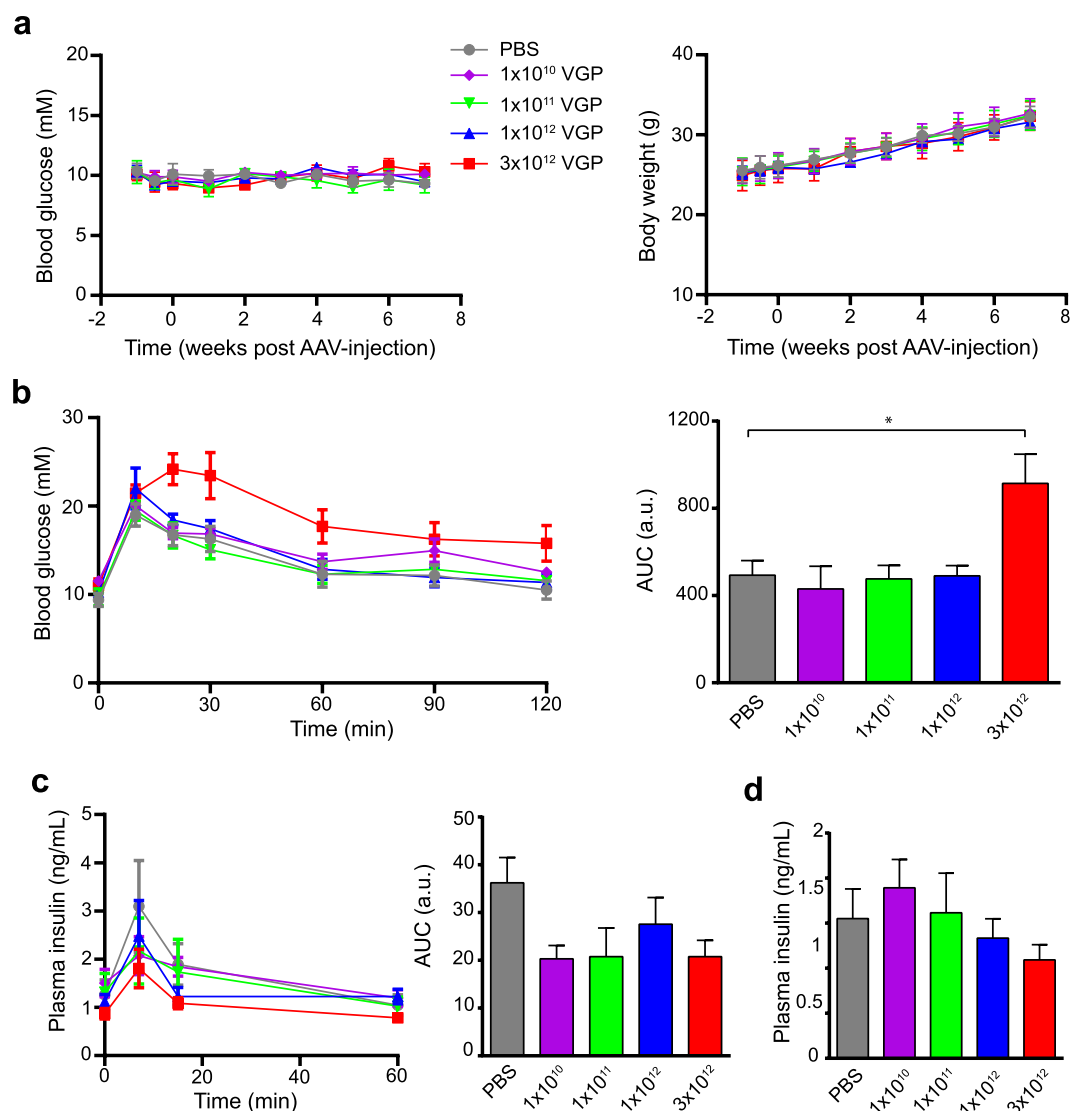 a
20
15
10
5
0
-2
0
2
4
6
8
Blood glucose (mM)
Time (weeks post AAV-injection)
PBS
1x10¹⁰ VGP
1x10¹¹ VGP
1x10¹² VGP
3x10¹² VGP
40
30
20
10
-2
0
2
4
6
8
Body weight (g)
Time (weeks post AAV-injection)
b
30
20
10
0
0
30
60
90
120
Blood glucose (mM)
Time (min)
1200
800
400
0
AUC (a.u.)
*
PBS
1x10¹⁰
1x10¹¹
1x10¹²
3x10¹²
c
5
4
3
2
1
0
0
20
40
60
Plasma insulin (ng/mL)
Time (min)
50
40
30
20
10
0
AUC (a.u.)
PBS
1x10¹⁰
1x10¹¹
1x10¹²
3x10¹²
d
2
1.5
1
0.5
0
Plasma insulin (ng/mL)
PBS
1x10¹⁰
1x10¹¹
1x10¹²
3x10¹²